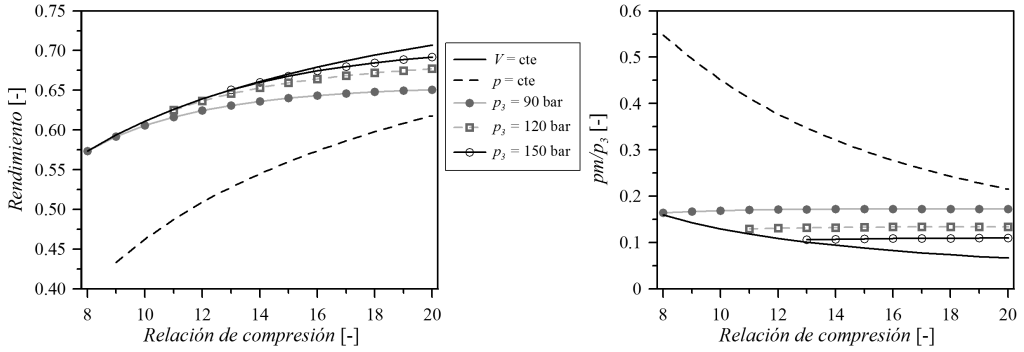 Rendimiento [-]
0.75
0.70
0.65
0.60
0.55
0.50
0.45
0.40
8 10 12 14 16 18 20
Relación de compresión [-]
V = cte
p = cte
p3 = 90 bar
p3 = 120 bar
p3 = 150 bar
pm/p3 [-]
0.6
0.5
0.4
0.3
0.2
0.1
0
8 10 12 14 16 18 20
Relación de compresión [-]